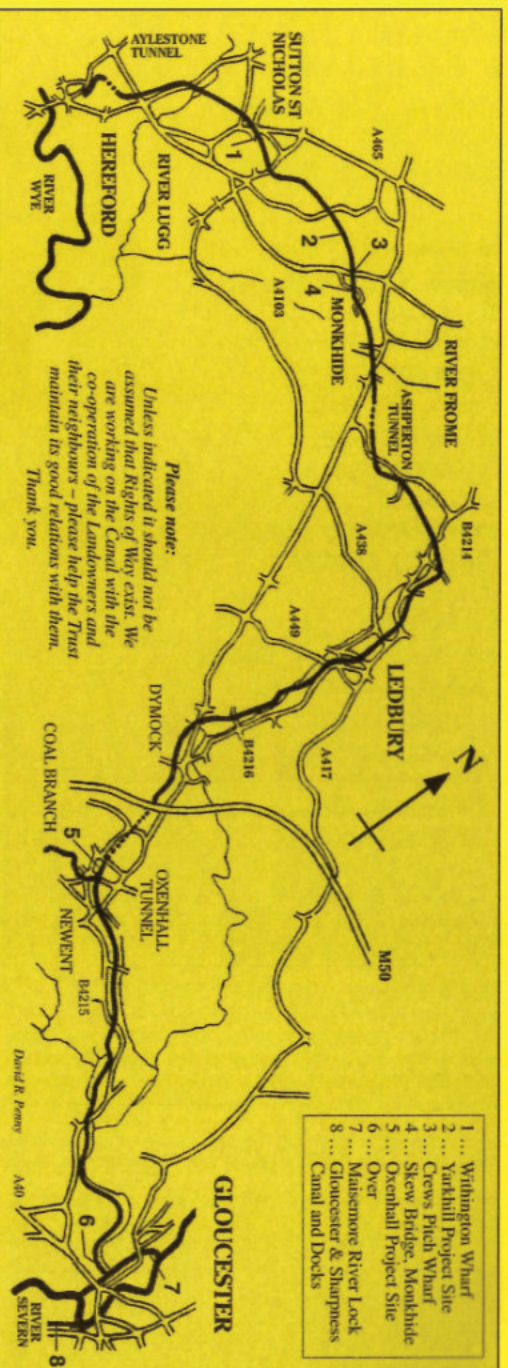 AYLESTONE
TUNNEL
SUTTON ST
NICHOLAS
A465
1
2
3
4
MONKHIDE
RIVER LUGG
HEREFORD
RIVER
WYE
A4103
RIVER FROME
ASHPERTON
TUNNEL
B4214
A438
A449
LEDBURY
N
A417
B4216
DYMOCK
M50
COAL BRANCH
5
OXENHALL
TUNNEL
NEWENT
B4215
GLOUCESTER
6
7
A40
RIVER
SEVERN
8
David R. Penny
Please note:
Unless indicated it should not be
assumed that Rights of Way exist. We
are working on the Canal with the
co-operation of the Landowners and
their neighbours – please help the Trust
maintain its good relations with them.
Thank you.
1 ... Withington Wharf
2 ... Yarkhill Project Site
3 ... Crews Pitch Wharf
4 ... Skew Bridge, Monkhide
5 ... Oxenhall Project Site
6 ... Over
7 ... Maisemore River Lock
8 ... Gloucester & Sharpness
Canal and Docks